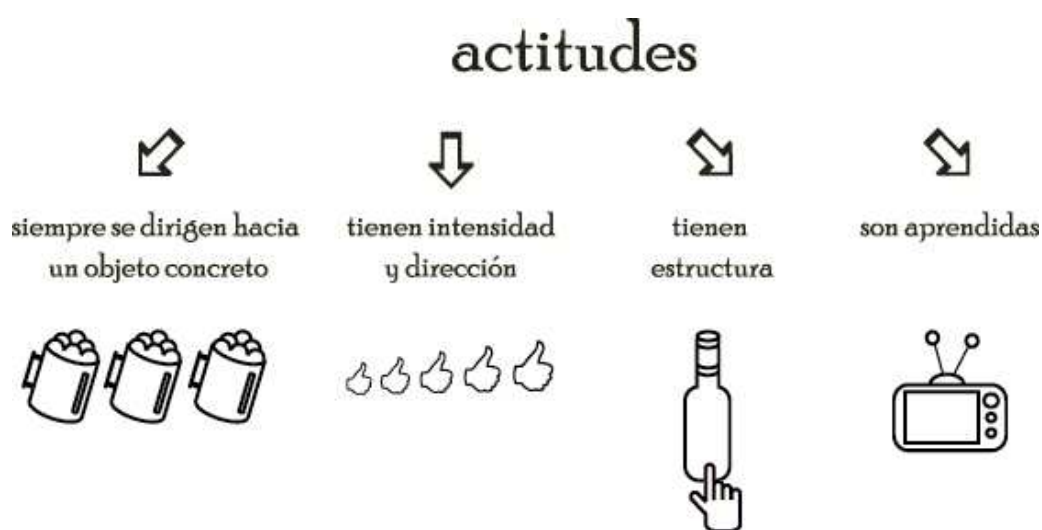 actitudes
siempre se dirigen hacia
un objeto concreto
tienen intensidad
y dirección
tienen
estructura
son aprendidas